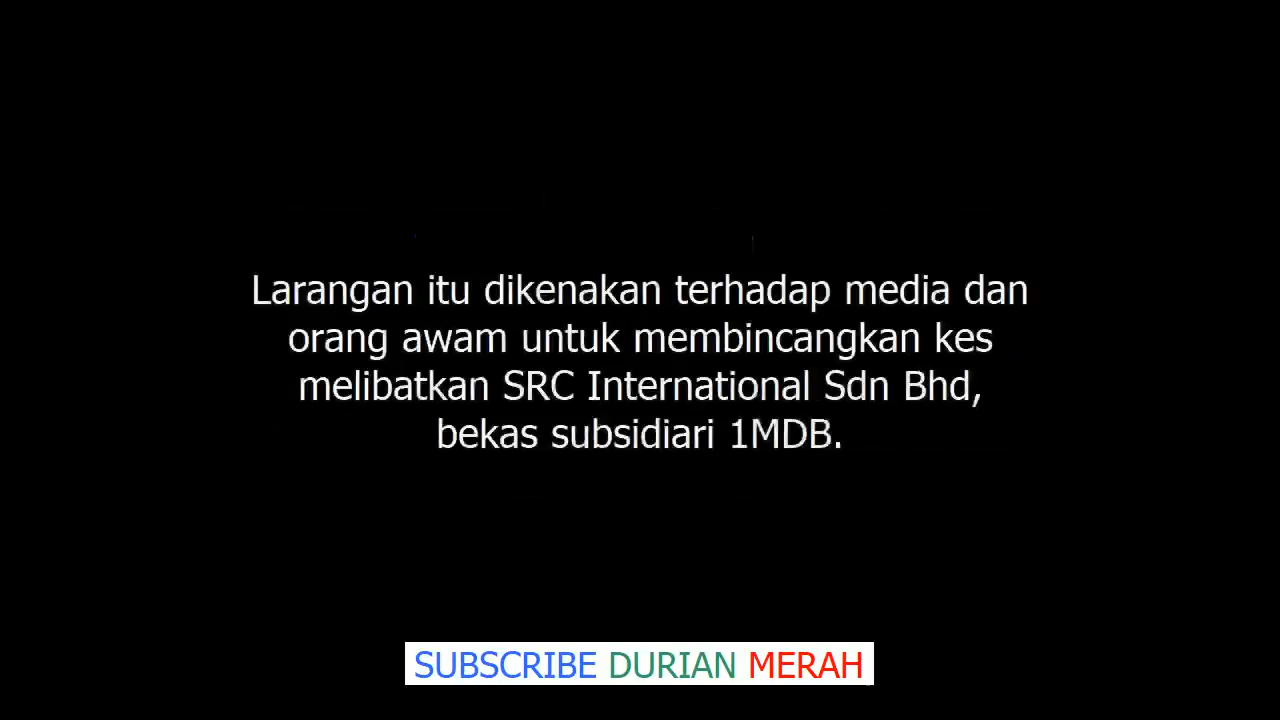 Larangan itu dikenakan terhadap media dan
orang awam untuk membincangkan kes
melibatkan SRC International Sdn Bhd,
bekas subsidiari 1MDB.
SUBSCRIBE DURIAN MERAH